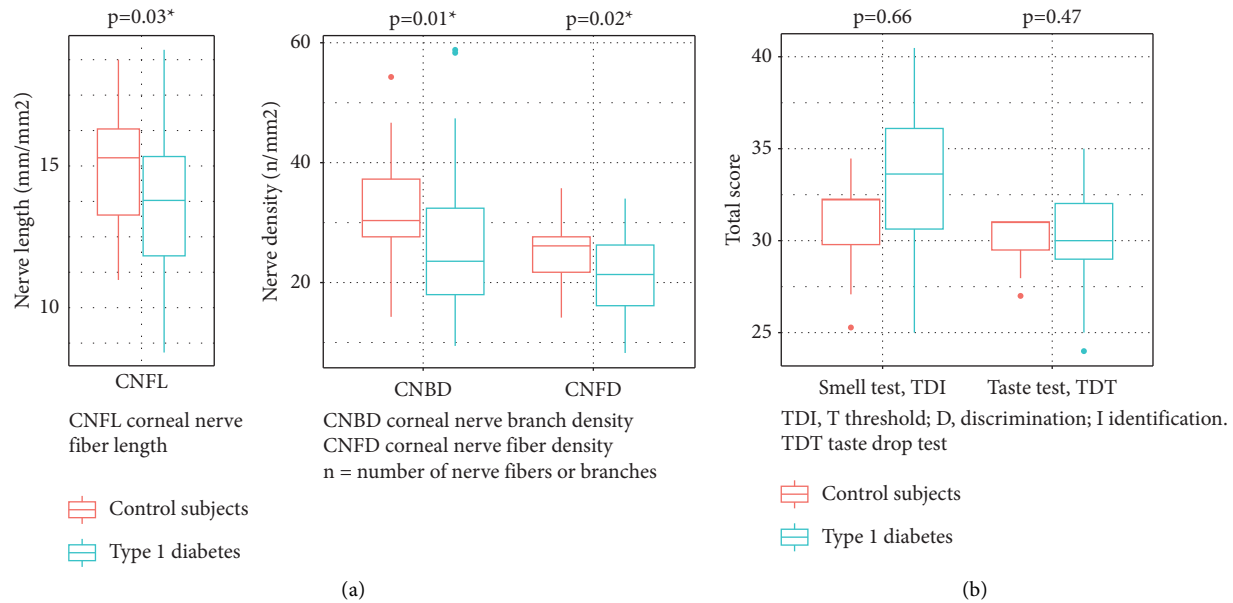 p=0.03*
Nerve length (mm/mm2)
15
10
CNFL
CNFL corneal nerve
fiber length
p=0.01*
p=0.02*
Nerve density (n/mm2)
60
40
20
CNBD
CNFD
CNBD corneal nerve branch density
CNFD corneal nerve fiber density
n = number of nerve fibers or branches
Control subjects
Type 1 diabetes
(a)
p=0.66
p=0.47
Total score
40
35
30
25
Smell test, TDI
Taste test, TDT
TDI, T threshold; D, discrimination; I identification.
TDT taste drop test
Control subjects
Type 1 diabetes
(b)